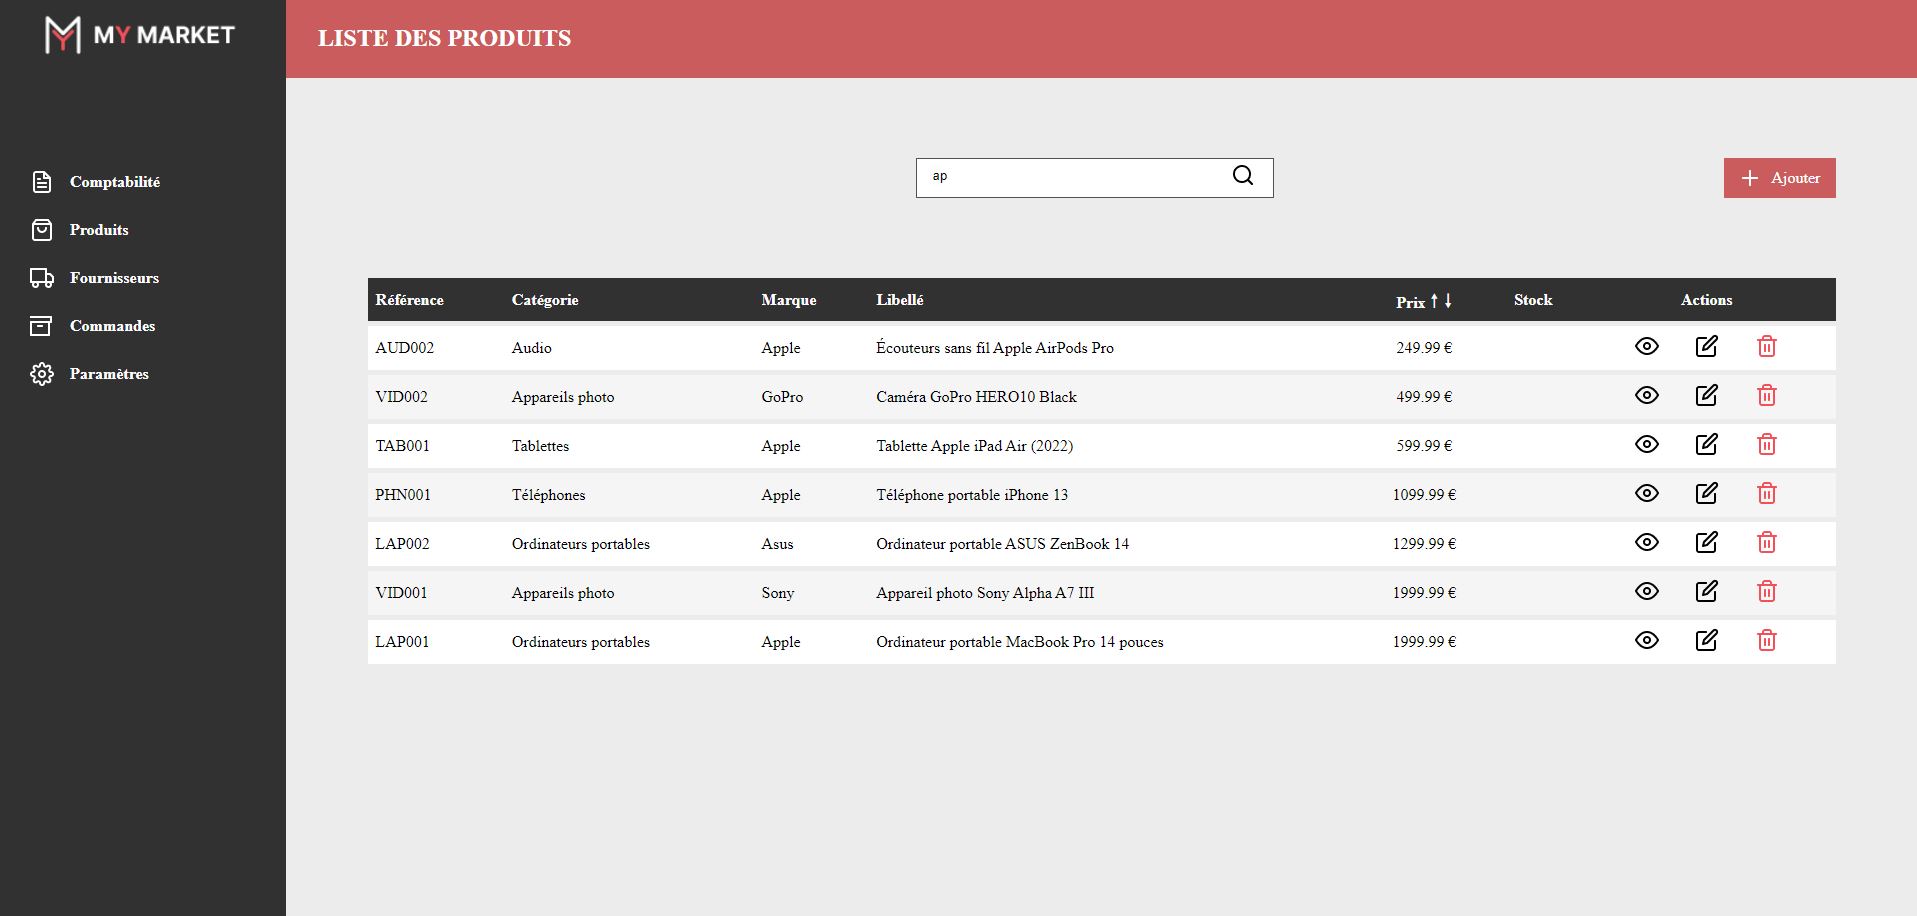 MY MARKET
LISTE DES PRODUITS
Comptabilité
Produits
Fournisseurs
Commandes
Paramètres
ap
Ajouter
Référence Catégorie Marque Libellé Prix Stock Actions
AUD002 Audio Apple Écouteurs sans fil Apple AirPods Pro 249.99 €
VID002 Appareils photo GoPro Caméra GoPro HERO10 Black 499.99 €
TAB001 Tablettes Apple Tablette Apple iPad Air (2022) 599.99 €
PHN001 Téléphones Apple Téléphone portable iPhone 13 1099.99 €
LAP002 Ordinateurs portables Asus Ordinateur portable ASUS ZenBook 14 1299.99 €
VID001 Appareils photo Sony Appareil photo Sony Alpha A7 III 1999.99 €
LAP001 Ordinateurs portables Apple Ordinateur portable MacBook Pro 14 pouces 1999.99 €